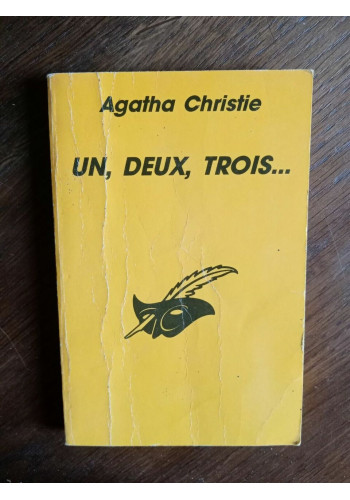 Agatha Christie
UN, DEUX, TROIS...